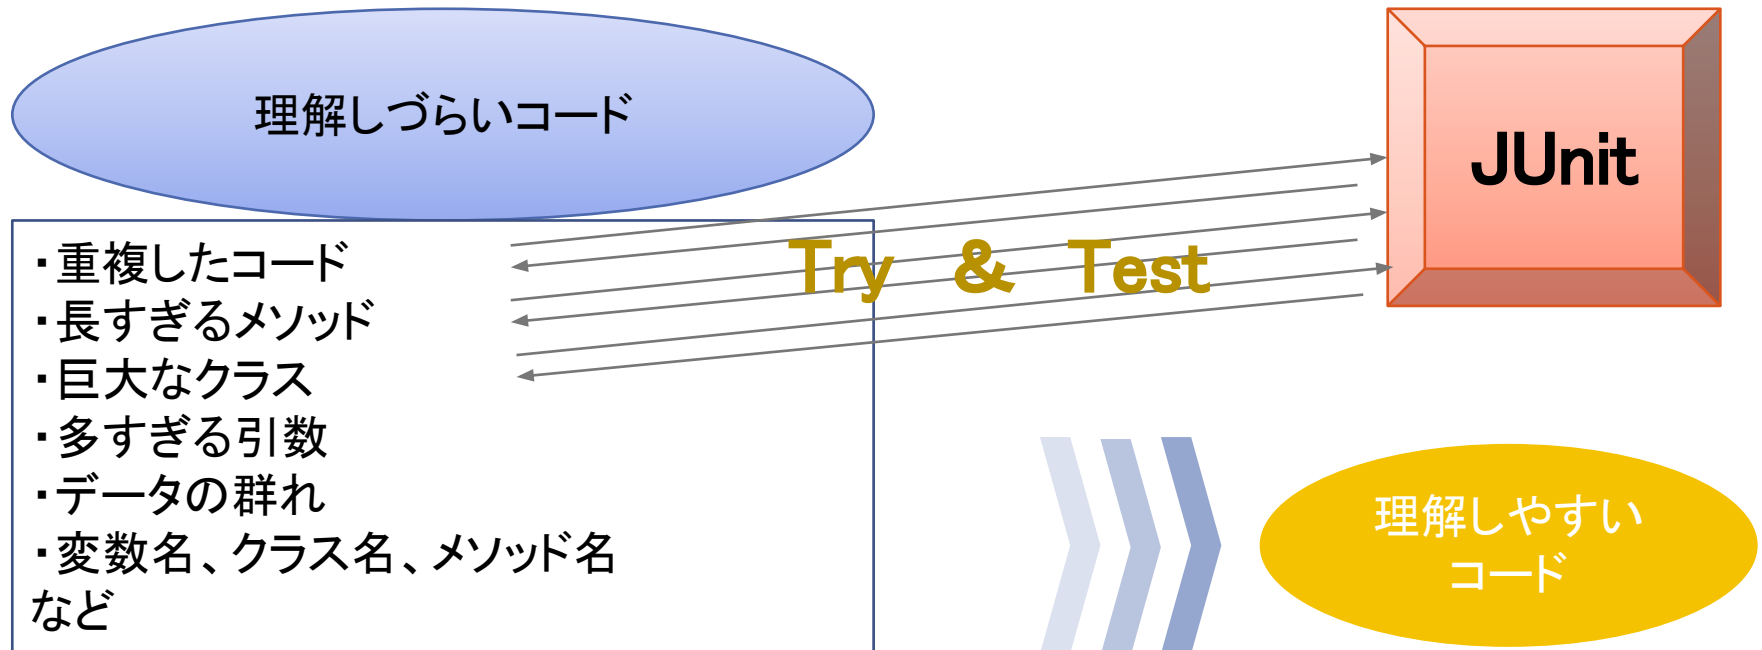 理解しづらいコード
JUnit
Try & Test
・重複したコード
・長すぎるメソッド
・巨大なクラス
・多すぎる引数
・データの群れ
・変数名、クラス名、メソッド名
など
理解しやすい
コード